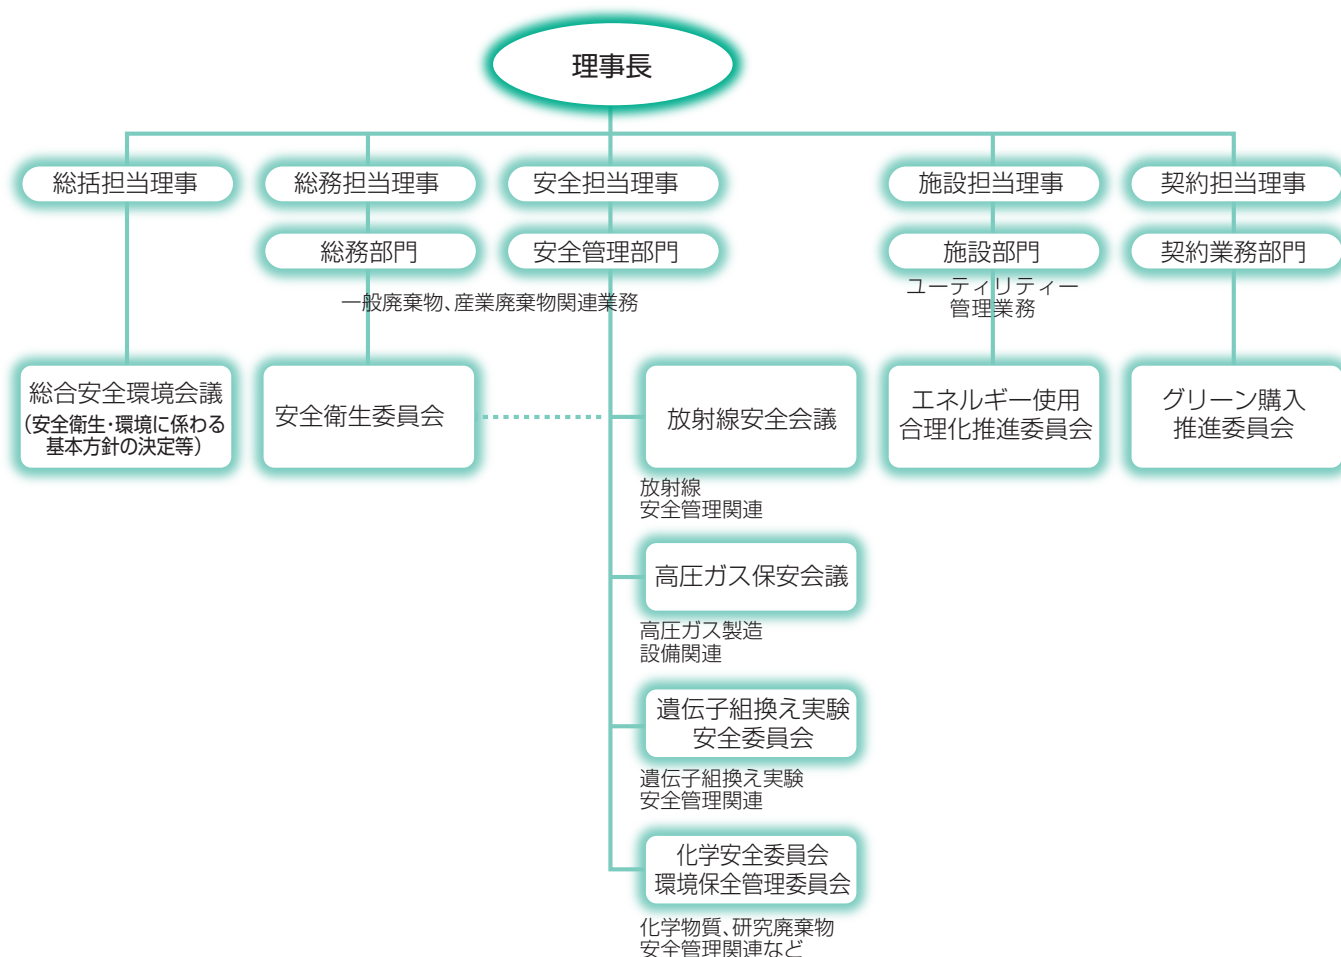 理事長
総括担当理事
総務担当理事
安全担当理事
施設担当理事
契約担当理事
総務部門
安全管理部門
施設部門
契約業務部門
一般廃棄物、産業廃棄物関連業務
ユーティリティー
管理業務
総合安全環境会議
(安全衛生・環境に係わる
基本方針の決定等)
安全衛生委員会
放射線安全会議
エネルギー使用
合理化推進委員会
グリーン購入
推進委員会
放射線
安全管理関連
高圧ガス保安会議
高圧ガス製造
設備関連
遺伝子組換え実験
安全委員会
遺伝子組換え実験
安全管理関連
化学安全委員会
環境保全管理委員会
化学物質、研究廃棄物
安全管理関連など